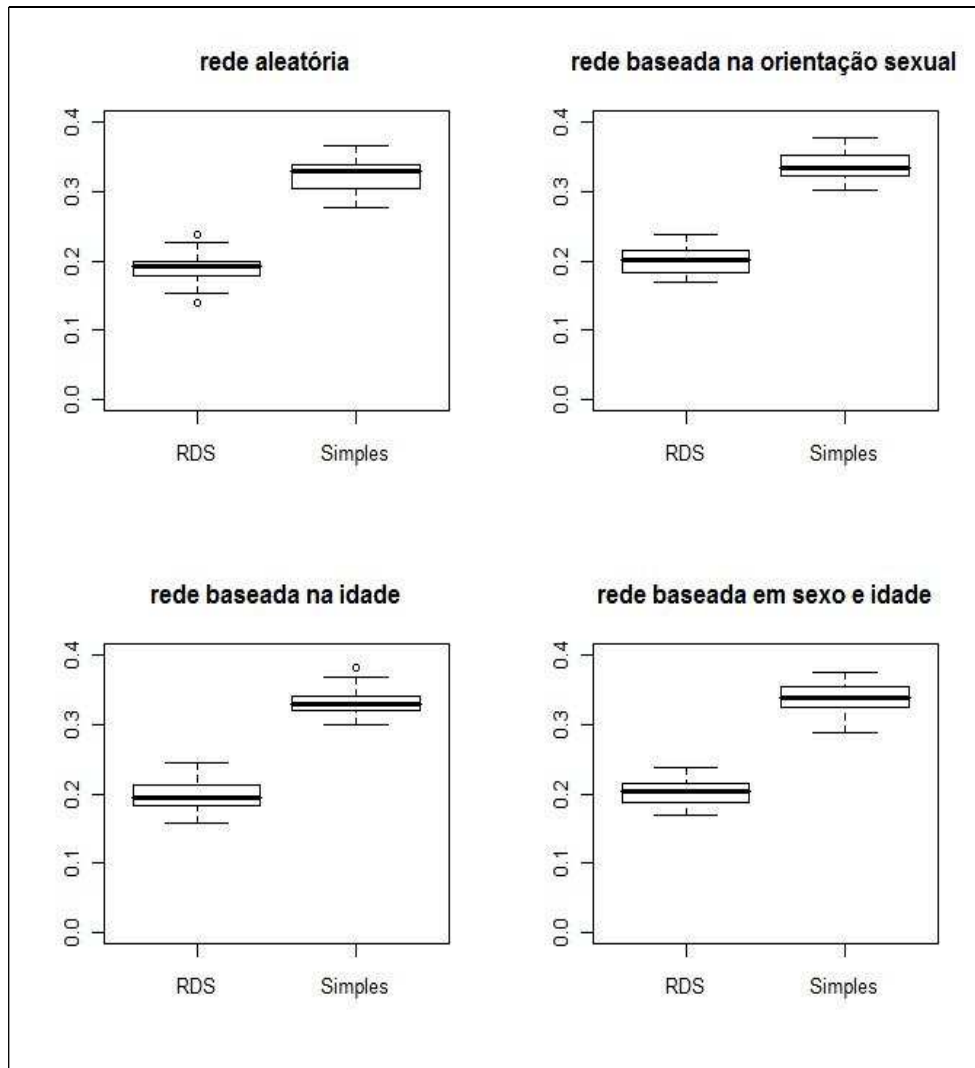 rede aleatória
0.4
0.3
0.2
0.1
0.0
RDS Simples
rede baseada na orientação sexual
0.4
0.3
0.2
0.1
0.0
RDS Simples
rede baseada na idade
0.4
0.3
0.2
0.1
0.0
RDS Simples
rede baseada em sexo e idade
0.4
0.3
0.2
0.1
0.0
RDS Simples